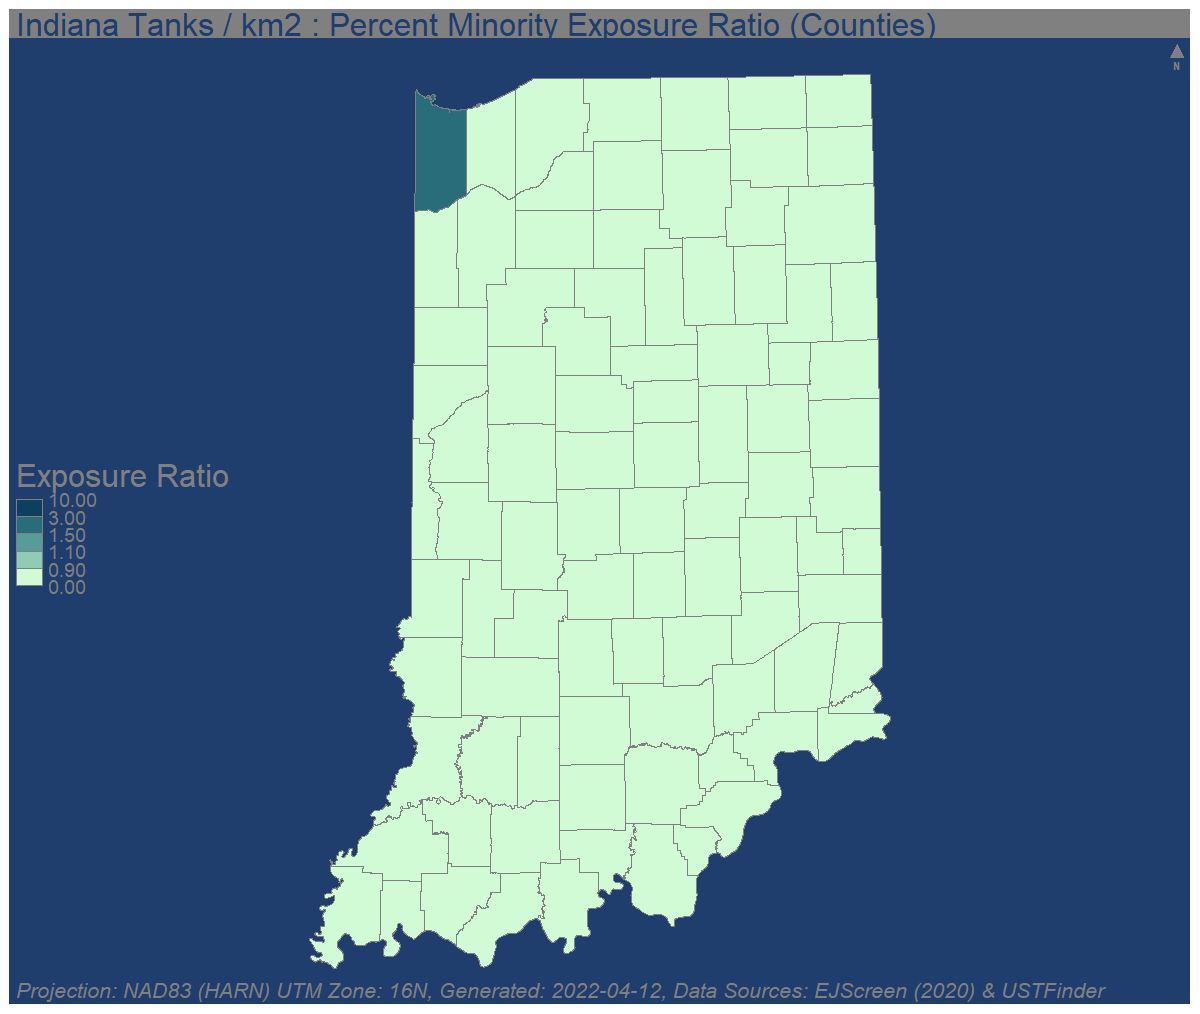 Indiana Tanks / km2 : Percent Minority Exposure Ratio (Counties)
N
Exposure Ratio
10.00
3.00
1.50
1.10
0.90
0.00
Projection: NAD83 (HARN) UTM Zone: 16N, Generated: 2022-04-12, Data Sources: EJScreen (2020) & USTFinder